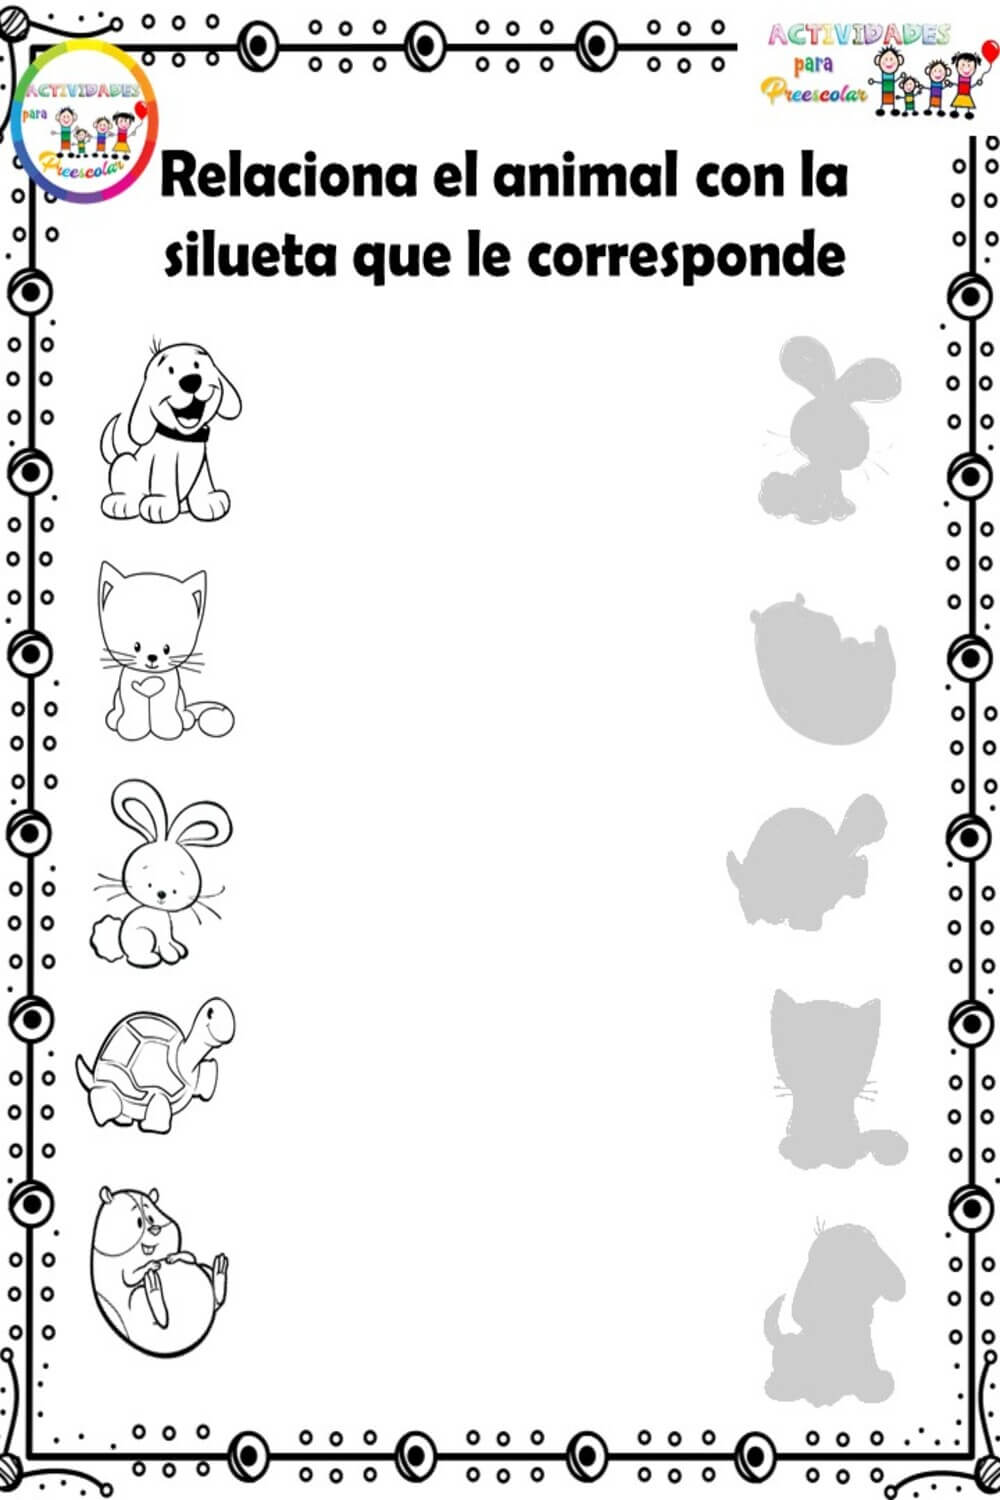 ACTIVIDADES
para
Preescolar
ACTIVIDADES
para
Preescolar
Relaciona el animal con la
silueta que le corresponde